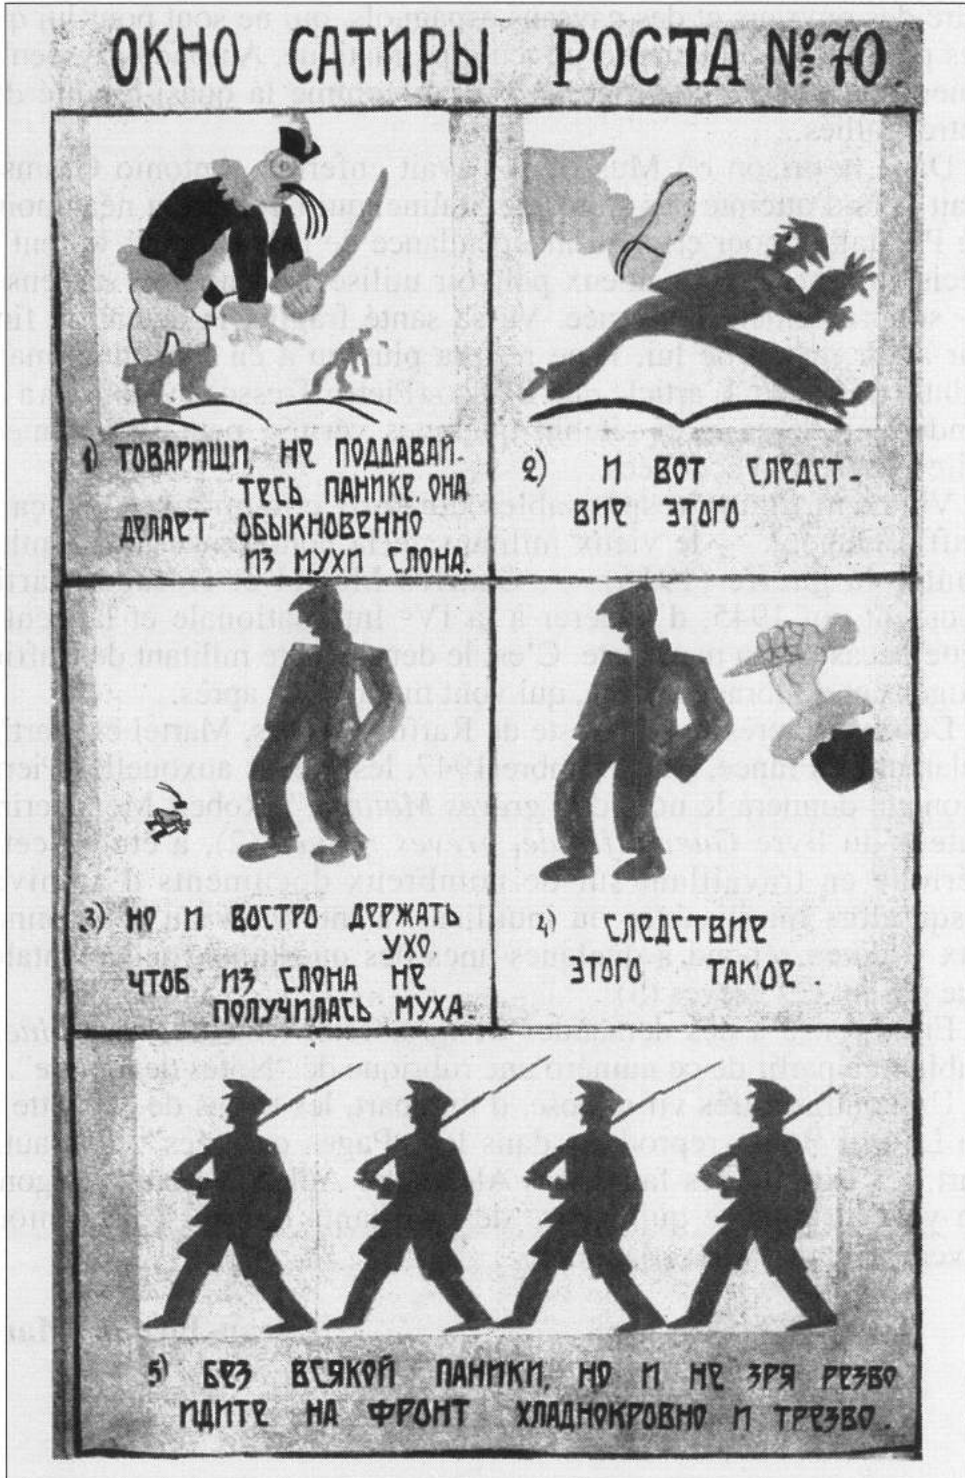 ОКНО САТИРЫ РОСТА № 70.
1) ТОВАРИЩИ, НЕ ПОДДАВАЙ-
ТЕСЬ ПАНИКЕ. ОНА
ДЕЛАЕТ ОБЫКНОВЕННО
ИЗ МУХИ СЛОНА.
2) И ВОТ СЛЕДСТ-
ВИЕ ЭТОГО
3) НО И ВОСТРО ДЕРЖАТЬ
УХО
ЧТОБ ИЗ СЛОНА НЕ
ПОЛУЧИЛАСЬ МУХА.
4) СЛЕДСТВИЕ
ЭТОГО ТАКОЕ.
5) БЕЗ ВСЯКОЙ ПАНИКИ, НО И НЕ ЗРЯ РЕЗВО
ИДИТЕ НА ФРОНТ ХЛАДНОКРОВНО И ТРЕЗВО.